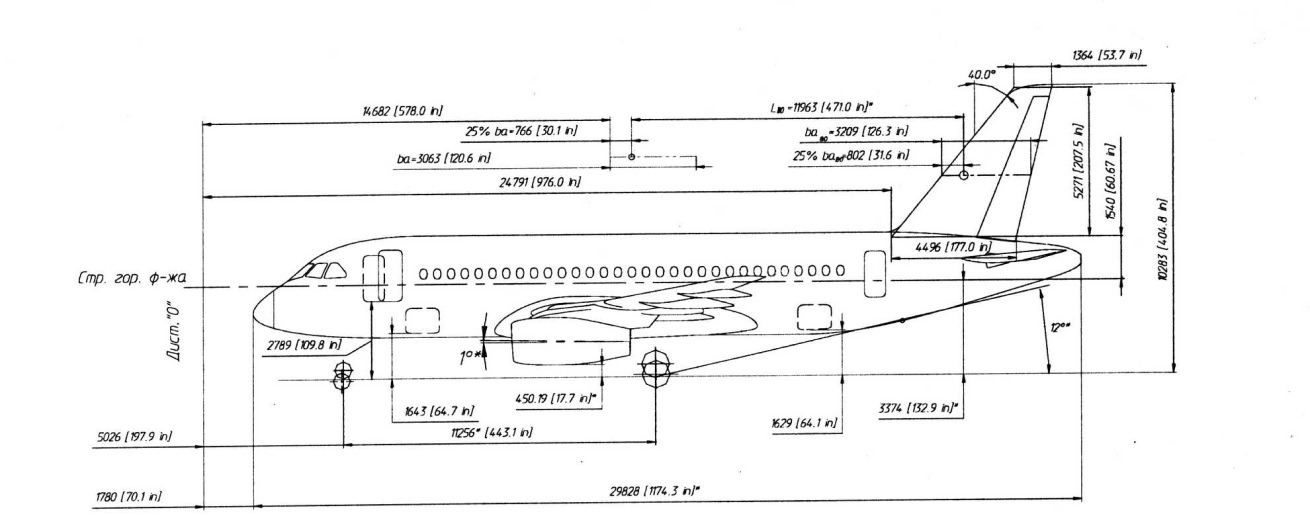 1364 [53.7 in]
40.0°
14682 [578.0 in]
L во =11963 [471.0 in]*
25% ba=766 [30.1 in]
ba во =3209 [126.3 in]
ba=3063 [120.6 in]
25% ba во =802 [31.6 in]
24791 [976.0 in]
5271 [207.5 in]
1540 [60.67 in]
10283 [404.8 in]
4496 [177.0 in]
Стр. гор. ф-жа
Дист."0"
2789 [109.8 in]
1°*
12°*
450.19 [17.7 in]*
1643 [64.7 in]
3374 [132.9 in]*
1629 [64.1 in]
11256* [443.1 in]
5026 [197.9 in]
29828 [1174.3 in]*
1780 [70.1 in]